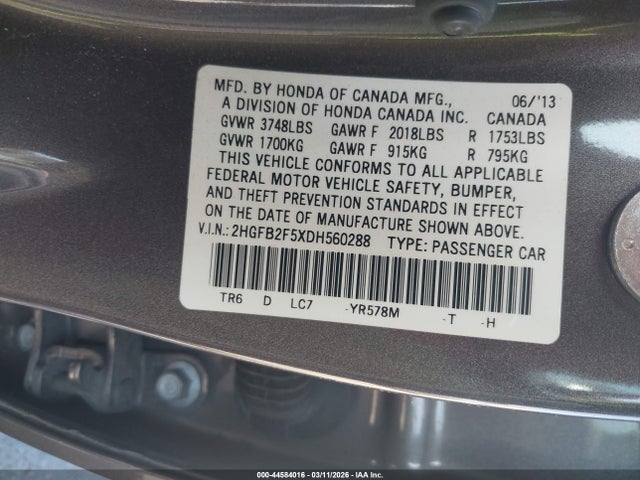 MFD. BY HONDA OF CANADA MFG., 06/'13
A DIVISION OF HONDA CANADA INC. CANADA
GVWR 3748LBS GAWR F 2018LBS R 1753LBS
GVWR 1700KG GAWR F 915KG R 795KG
THIS VEHICLE CONFORMS TO ALL APPLICABLE
FEDERAL MOTOR VEHICLE SAFETY, BUMPER,
AND THEFT PREVENTION STANDARDS IN EFFECT
ON THE DATE OF MANUFACTURE SHOWN ABOVE.
V.I.N.: 2HGFB2F5XDH560288 TYPE: PASSENGER CAR
TR6 D LC7 -YR578M -T -H
000-44584016 | 03/11/2026 | IAA Inc.